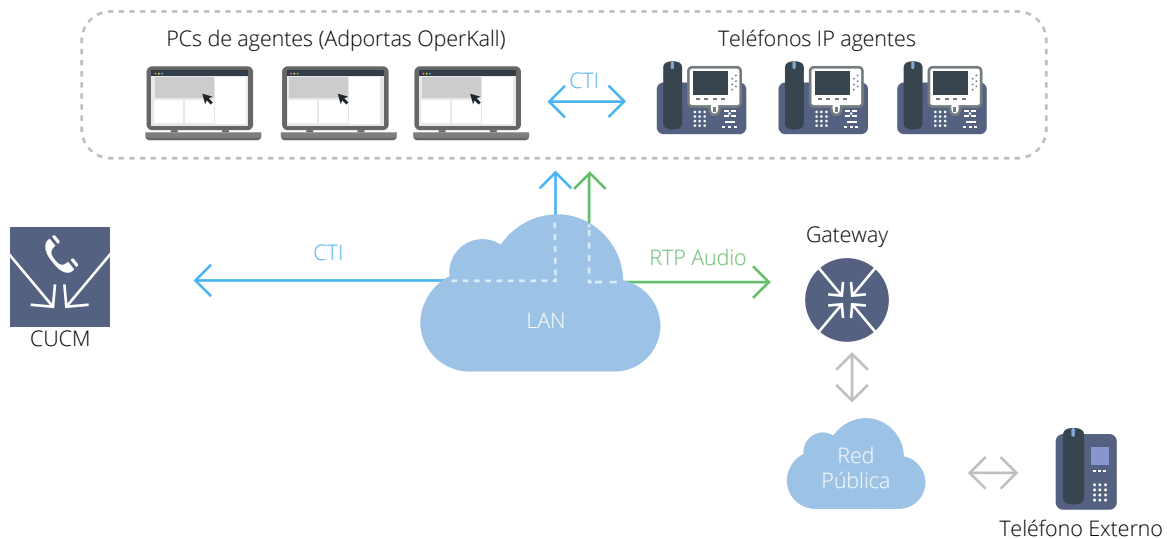 PCs de agentes (Adportas OperKall)
Teléfonos IP agentes
CTI
CTI
RTP Audio
Gateway
LAN
CUCM
Red
Pública
Teléfono Externo